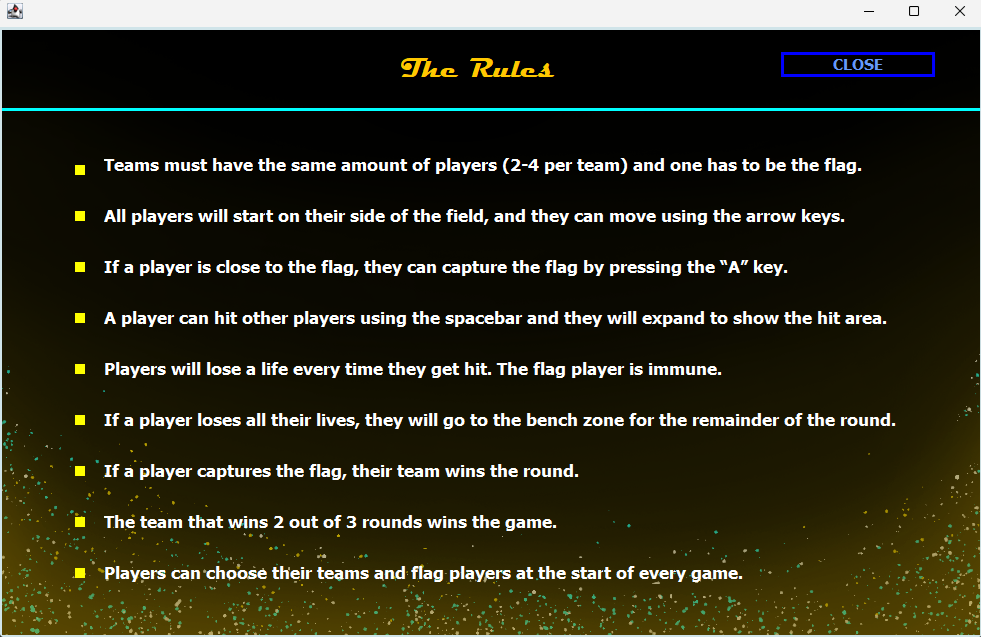 The Rules
CLOSE
Teams must have the same amount of players (2-4 per team) and one has to be the flag.
All players will start on their side of the field, and they can move using the arrow keys.
If a player is close to the flag, they can capture the flag by pressing the “A” key.
A player can hit other players using the spacebar and they will expand to show the hit area.
Players will lose a life every time they get hit. The flag player is immune.
If a player loses all their lives, they will go to the bench zone for the remainder of the round.
If a player captures the flag, their team wins the round.
The team that wins 2 out of 3 rounds wins the game.
Players can choose their teams and flag players at the start of every game.